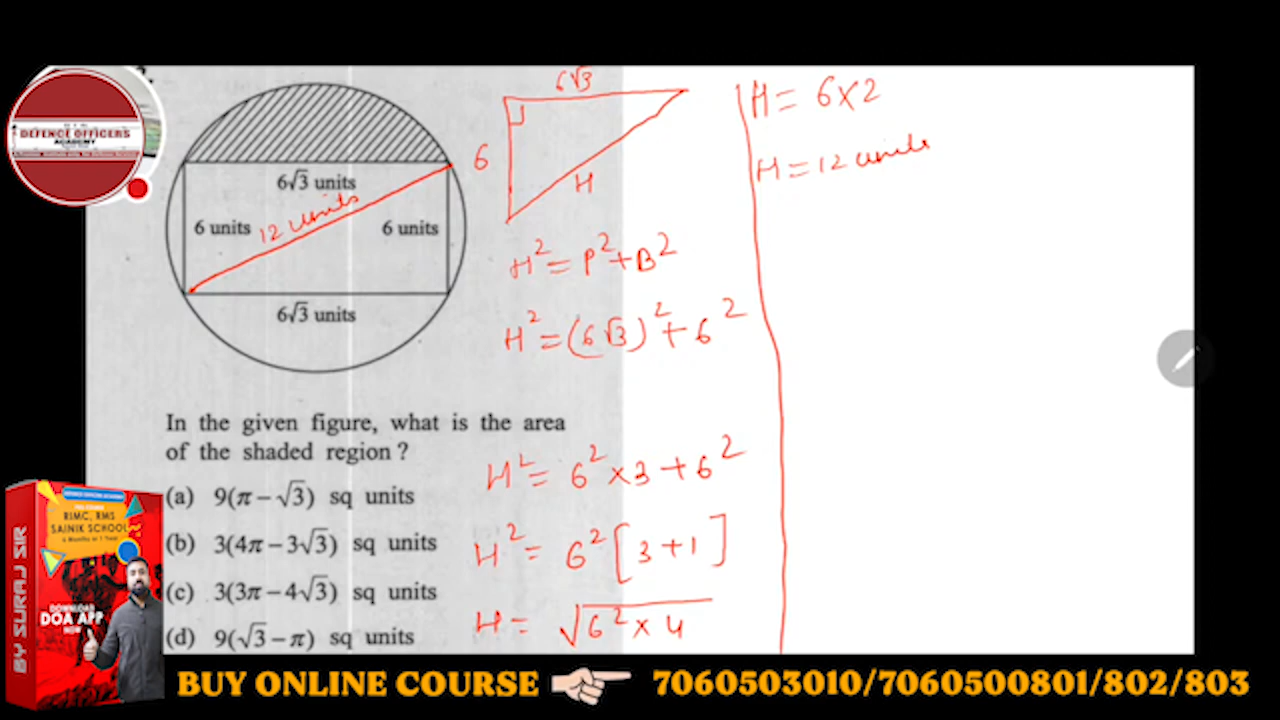 DEFENCE OFFICERS
ACADEMY
6√3 units
6 units
12 units
6 units
6√3 units
6√3
6
H
H² = P² + B²
H² = (6√3)² + 6²
H² = 6² × 3 + 6²
H² = 6² [3 + 1]
H = √6² × 4
H = 6 × 2
H = 12 units
In the given figure, what is the area
of the shaded region ?
(a) 9(π − √3) sq units
(b) 3(4π − 3√3) sq units
(c) 3(3π − 4√3) sq units
(d) 9(√3 − π) sq units
BY SURAJ SIR
DEFENCE OFFICERS ACADEMY
RIMC, RMS
SAINIK SCHOOL
DOWNLOAD
DOA APP
NOW
BUY ONLINE COURSE
7060503010/7060500801/802/803